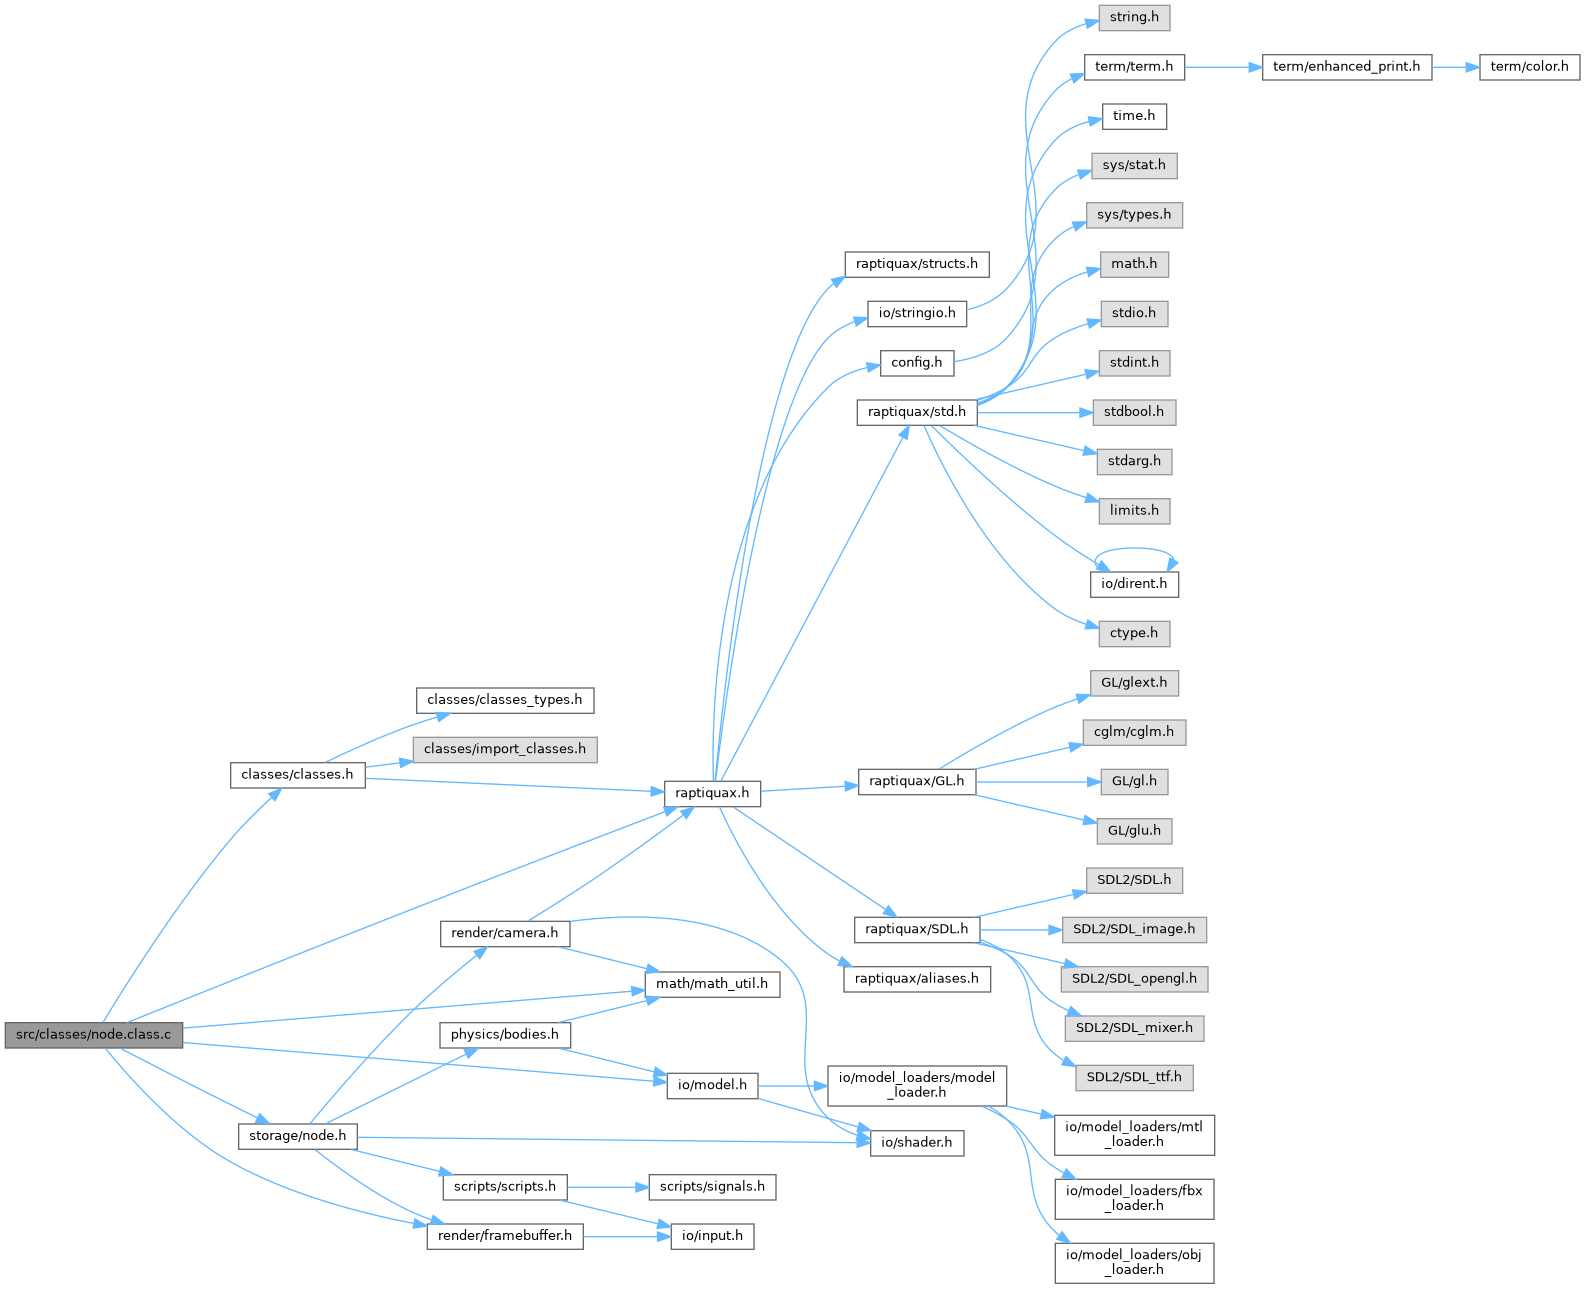 string.h
term/term.h
term/enhanced_print.h
term/color.h
time.h
sys/stat.h
sys/types.h
math.h
raptiquax/structs.h
io/stringio.h
stdio.h
config.h
stdint.h
raptiquax/std.h
stdbool.h
stdarg.h
limits.h
io/dirent.h
ctype.h
GL/glext.h
classes/classes_types.h
cglm/cglm.h
classes/import_classes.h
classes/classes.h
raptiquax/GL.h
GL/gl.h
raptiquax.h
GL/glu.h
SDL2/SDL.h
render/camera.h
raptiquax/SDL.h
SDL2/SDL_image.h
math/math_util.h
raptiquax/aliases.h
SDL2/SDL_opengl.h
src/classes/node.class.c
physics/bodies.h
SDL2/SDL_mixer.h
io/model.h
io/model_loaders/model
_loader.h
SDL2/SDL_ttf.h
storage/node.h
io/shader.h
io/model_loaders/mtl
_loader.h
scripts/scripts.h
scripts/signals.h
io/model_loaders/fbx
_loader.h
render/framebuffer.h
io/input.h
io/model_loaders/obj
_loader.h